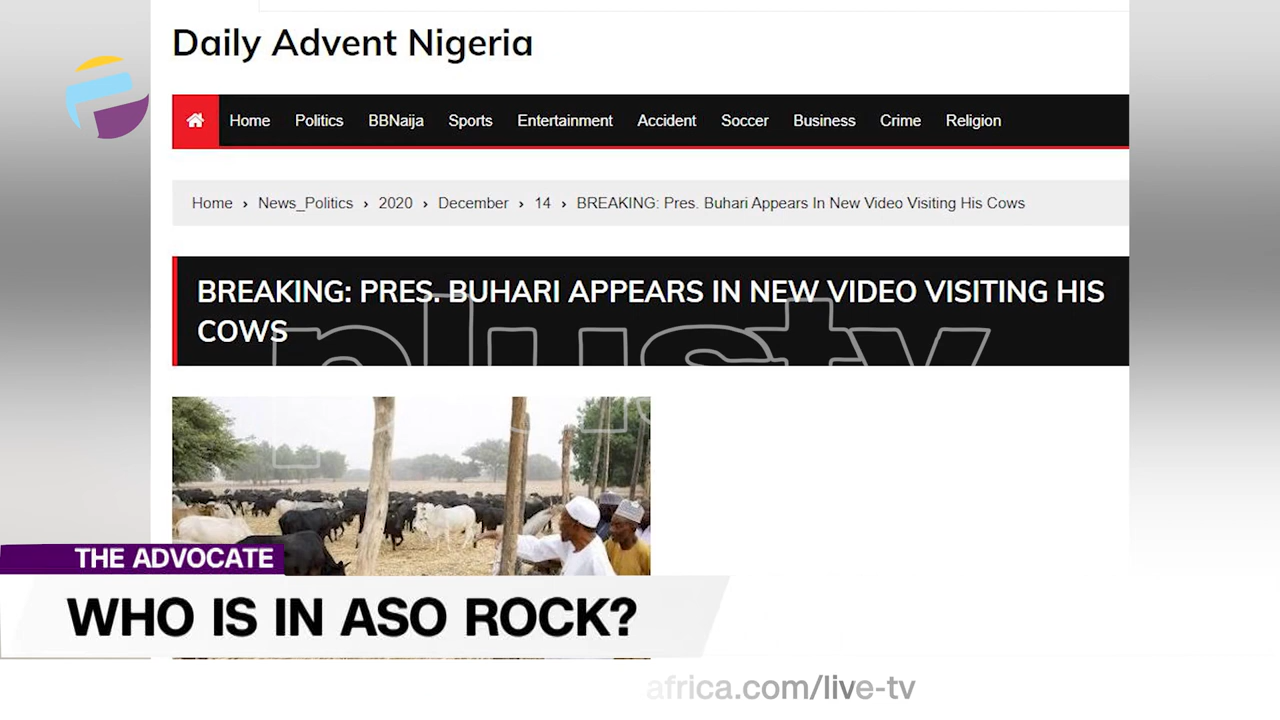 Daily Advent Nigeria
Home Politics BBNaija Sports Entertainment Accident Soccer Business Crime Religion
Home › News_Politics › 2020 › December › 14 › BREAKING: Pres. Buhari Appears In New Video Visiting His Cows
BREAKING: PRES. BUHARI APPEARS IN NEW VIDEO VISITING HIS
COWS
plustv
THE ADVOCATE
WHO IS IN ASO ROCK?
africa.com/live-tv